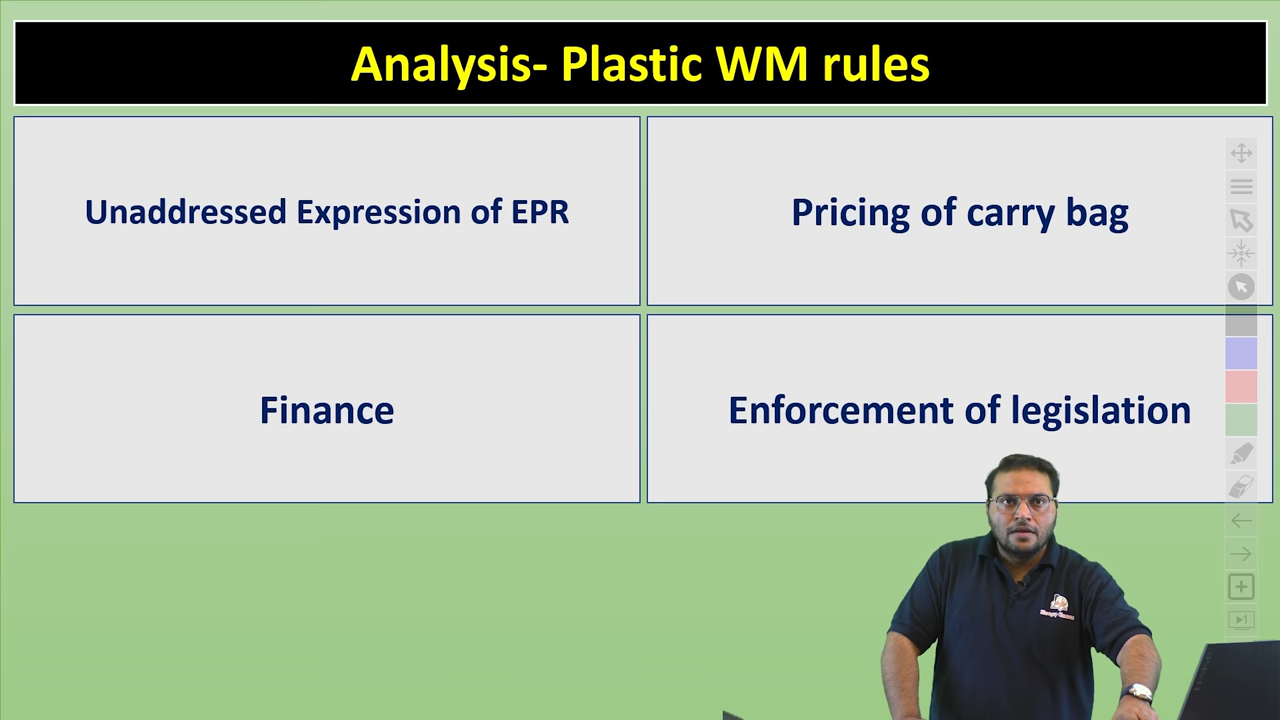 Analysis- Plastic WM rules
Unaddressed Expression of EPR
Pricing of carry bag
Finance
Enforcement of legislation